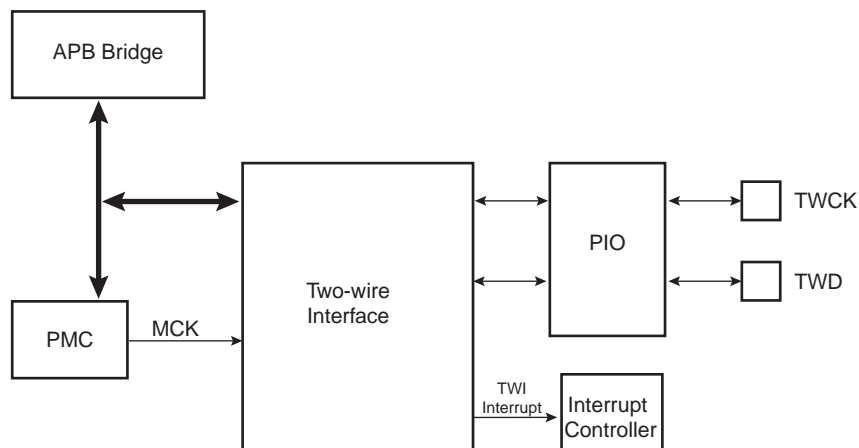 APB Bridge
TWCK
PIO
TWD
Two-wire
Interface
PMC
MCK
TWI
Interrupt
Interrupt
Controller